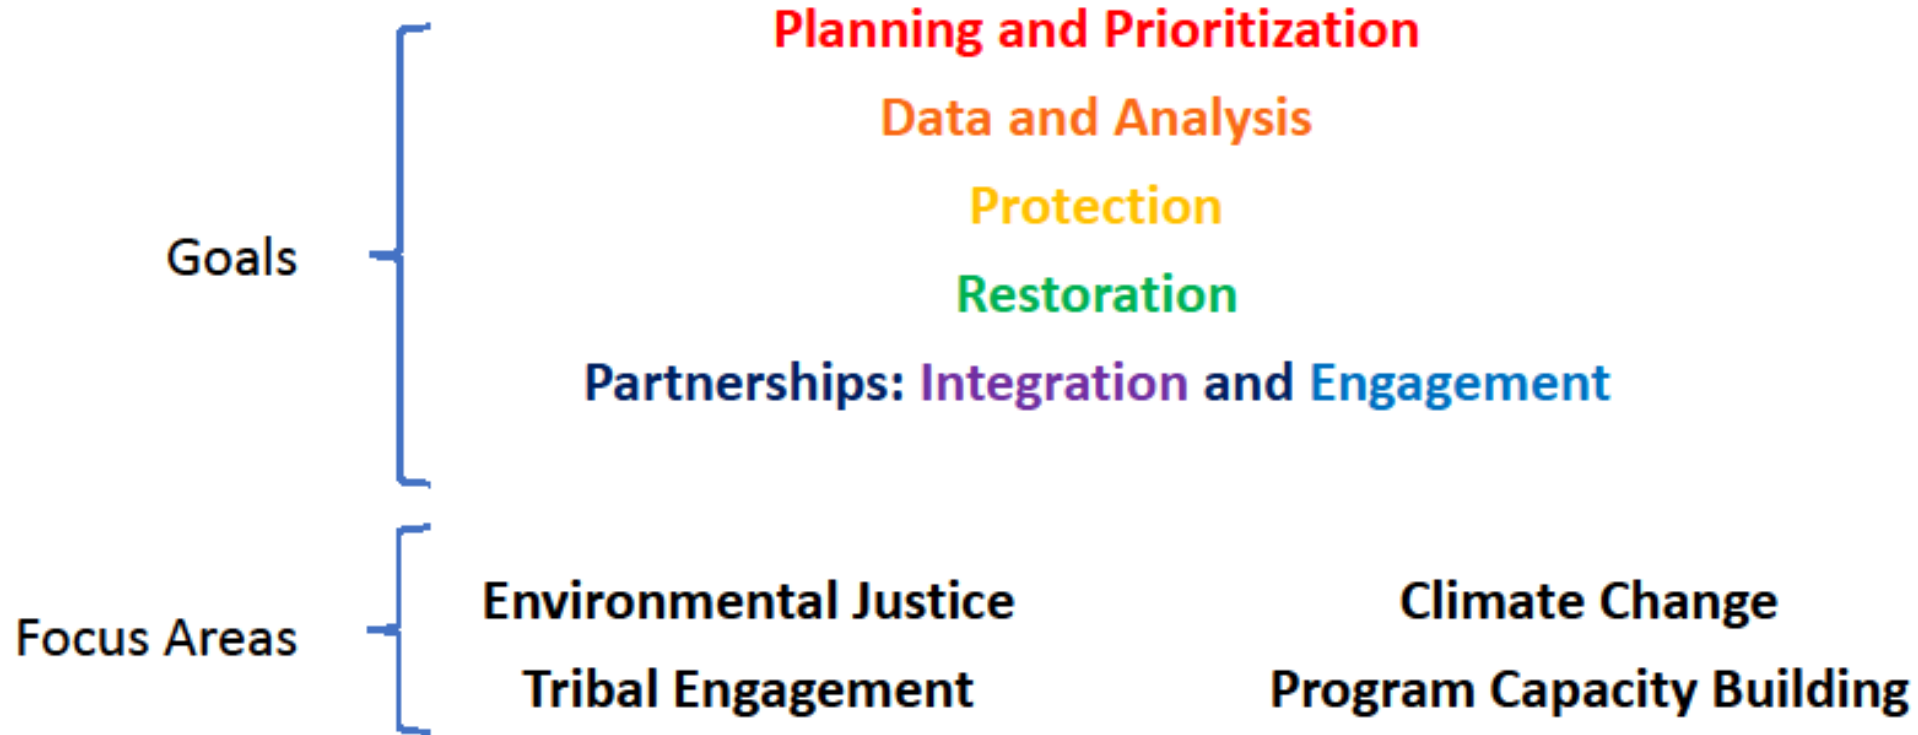 Goals
Planning and Prioritization
Data and Analysis
Protection
Restoration
Partnerships: Integration and Engagement
Focus Areas
Environmental Justice
Climate Change
Tribal Engagement
Program Capacity Building